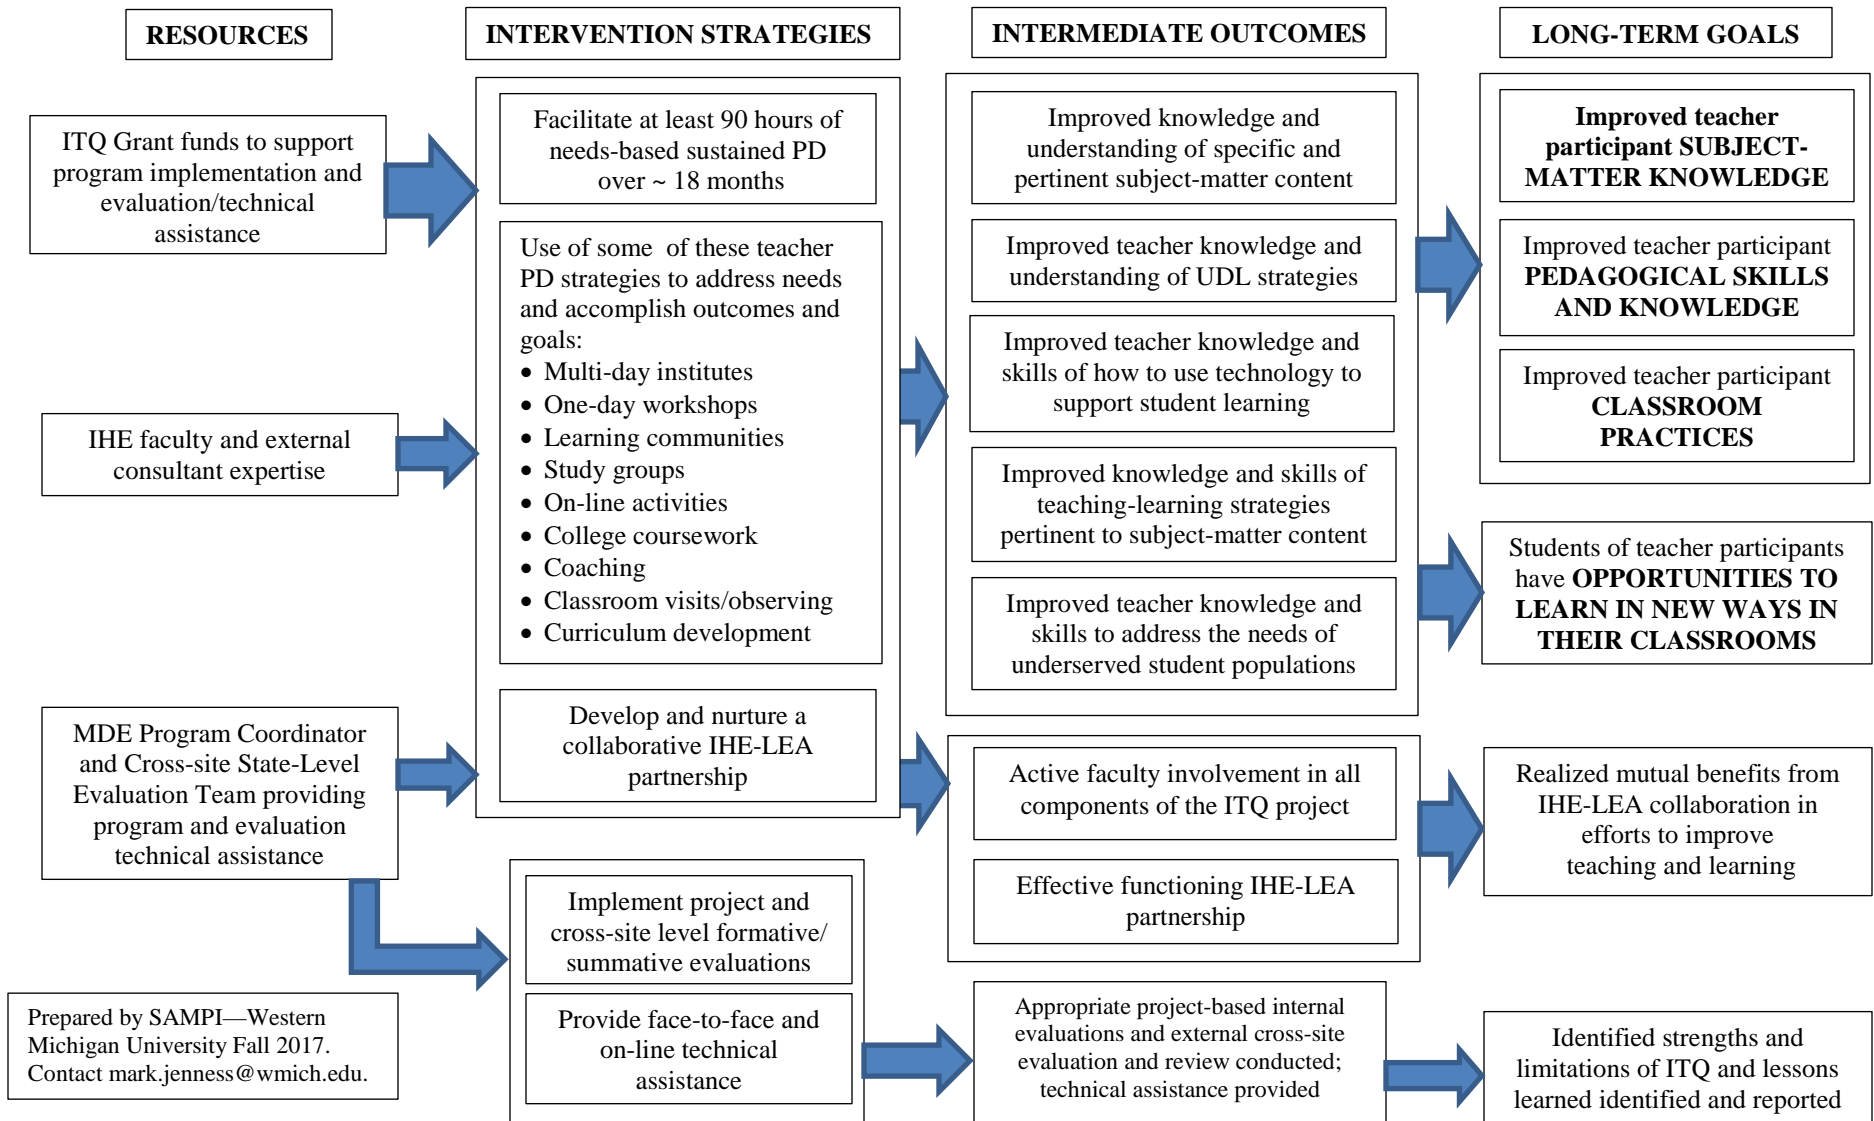 RESOURCES
ITQ Grant funds to support
program implementation and
evaluation/technical
assistance
IHE faculty and external
consultant expertise
MDE Program Coordinator
and Cross-site State-Level
Evaluation Team providing
program and evaluation
technical assistance
Prepared by SAMPI—Western
Michigan University Fall 2017.
Contact mark.jenness@wmich.edu.
INTERVENTION STRATEGIES
Facilitate at least 90 hours of
needs-based sustained PD
over ~ 18 months
Use of some of these teacher
PD strategies to address needs
and accomplish outcomes and
goals:
• Multi-day institutes
• One-day workshops
• Learning communities
• Study groups
• On-line activities
• College coursework
• Coaching
• Classroom visits/observing
• Curriculum development
Develop and nurture a
collaborative IHE-LEA
partnership
Implement project and
cross-site level formative/
summative evaluations
Provide face-to-face and
on-line technical
assistance
INTERMEDIATE OUTCOMES
Improved knowledge and
understanding of specific and
pertinent subject-matter content
Improved teacher knowledge and
understanding of UDL strategies
Improved teacher knowledge and
skills of how to use technology to
support student learning
Improved knowledge and skills of
teaching-learning strategies
pertinent to subject-matter content
Improved teacher knowledge and
skills to address the needs of
underserved student populations
Active faculty involvement in all
components of the ITQ project
Effective functioning IHE-LEA
partnership
Appropriate project-based internal
evaluations and external cross-site
evaluation and review conducted;
technical assistance provided
LONG-TERM GOALS
Improved teacher
participant SUBJECT-
MATTER KNOWLEDGE
Improved teacher participant
PEDAGOGICAL SKILLS
AND KNOWLEDGE
Improved teacher participant
CLASSROOM
PRACTICES
Students of teacher participants
have OPPORTUNITIES TO
LEARN IN NEW WAYS IN
THEIR CLASSROOMS
Realized mutual benefits from
IHE-LEA collaboration in
efforts to improve
teaching and learning
Identified strengths and
limitations of ITQ and lessons
learned identified and reported